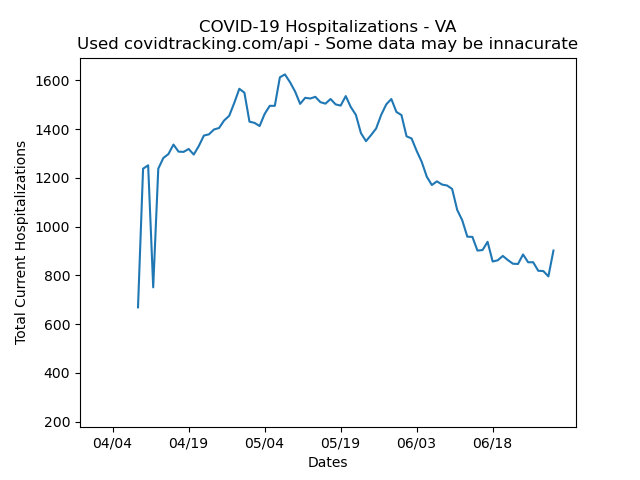 COVID-19 Hospitalizations - VA
Used covidtracking.com/api - Some data may be innacurate
Total Current Hospitalizations
1600
1400
1200
1000
800
600
400
200
04/04 04/19 05/04 05/19 06/03 06/18
Dates